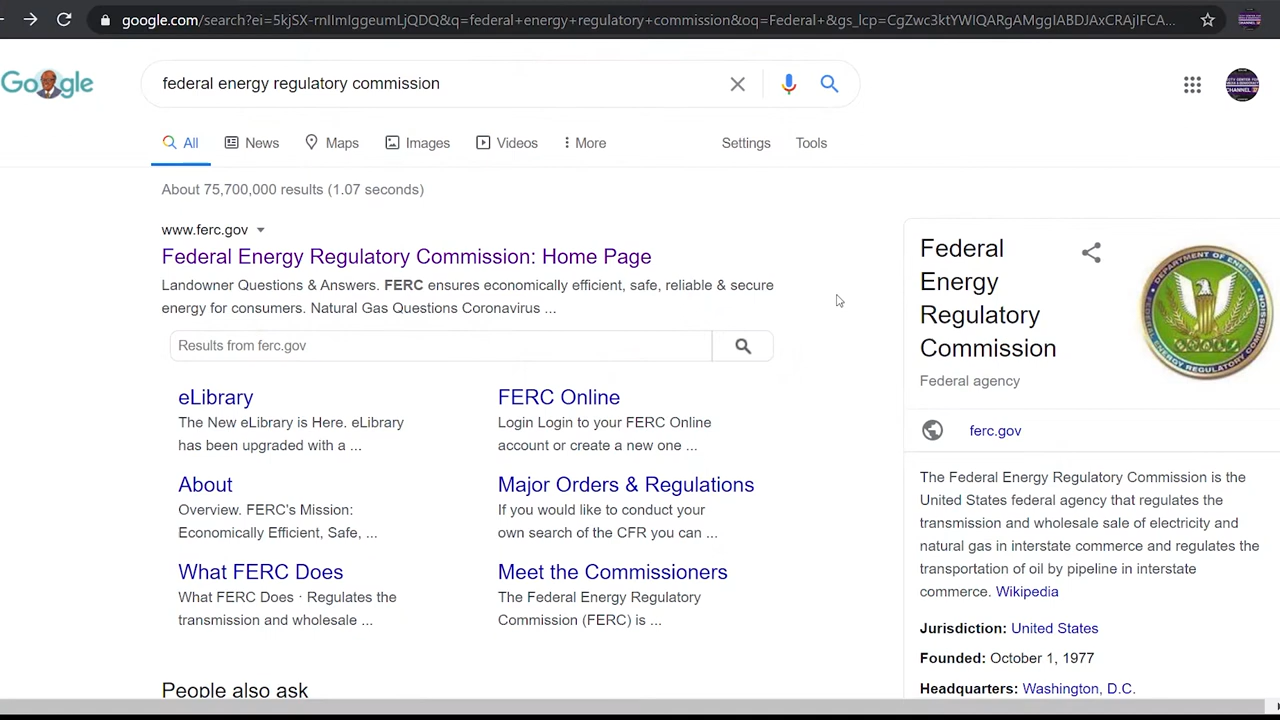 google.com/search?ei=5kjSX-rnIlmIggeumLjQDQ&q=federal+energy+regulatory+commission&oq=Federal+&gs_lcp=CgZwc3ktYWIQARgAMggIABDJAxCRAjIFCA...
Google
federal energy regulatory commission
All
News
Maps
Images
Videos
More
Settings
Tools
About 75,700,000 results (1.07 seconds)
www.ferc.gov
Federal Energy Regulatory Commission: Home Page
Landowner Questions & Answers. FERC ensures economically efficient, safe, reliable & secure
energy for consumers. Natural Gas Questions Coronavirus ...
Results from ferc.gov
eLibrary
The New eLibrary is Here. eLibrary
has been upgraded with a ...
FERC Online
Login Login to your FERC Online
account or create a new one ...
About
Overview. FERC's Mission:
Economically Efficient, Safe, ...
Major Orders & Regulations
If you would like to conduct your
own search of the CFR you can ...
What FERC Does
What FERC Does · Regulates the
transmission and wholesale ...
Meet the Commissioners
The Federal Energy Regulatory
Commission (FERC) is ...
People also ask
Federal
Energy
Regulatory
Commission
Federal agency
DEPARTMENT OF ENERGY
FEDERAL ENERGY REGULATORY COMMISSION
ferc.gov
The Federal Energy Regulatory Commission is the
United States federal agency that regulates the
transmission and wholesale sale of electricity and
natural gas in interstate commerce and regulates the
transportation of oil by pipeline in interstate
commerce. Wikipedia
Jurisdiction: United States
Founded: October 1, 1977
Headquarters: Washington, D.C.